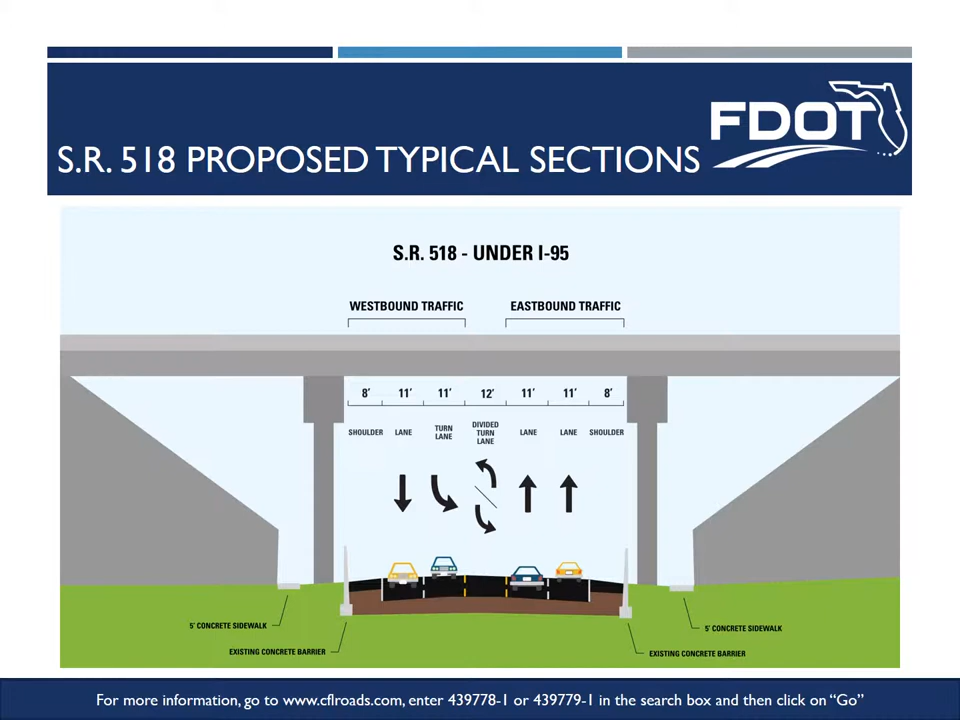 FDOT
S.R. 518 PROPOSED TYPICAL SECTIONS
S.R. 518 - UNDER I-95
WESTBOUND TRAFFIC
EASTBOUND TRAFFIC
8' 11' 11' 12' 11' 11' 8'
SHOULDER
LANE
TURN
LANE
DIVIDED
TURN
LANE
LANE
LANE
SHOULDER
5' CONCRETE SIDEWALK
EXISTING CONCRETE BARRIER
5' CONCRETE SIDEWALK
EXISTING CONCRETE BARRIER
For more information, go to www.cflroads.com, enter 439778-1 or 439779-1 in the search box and then click on “Go”